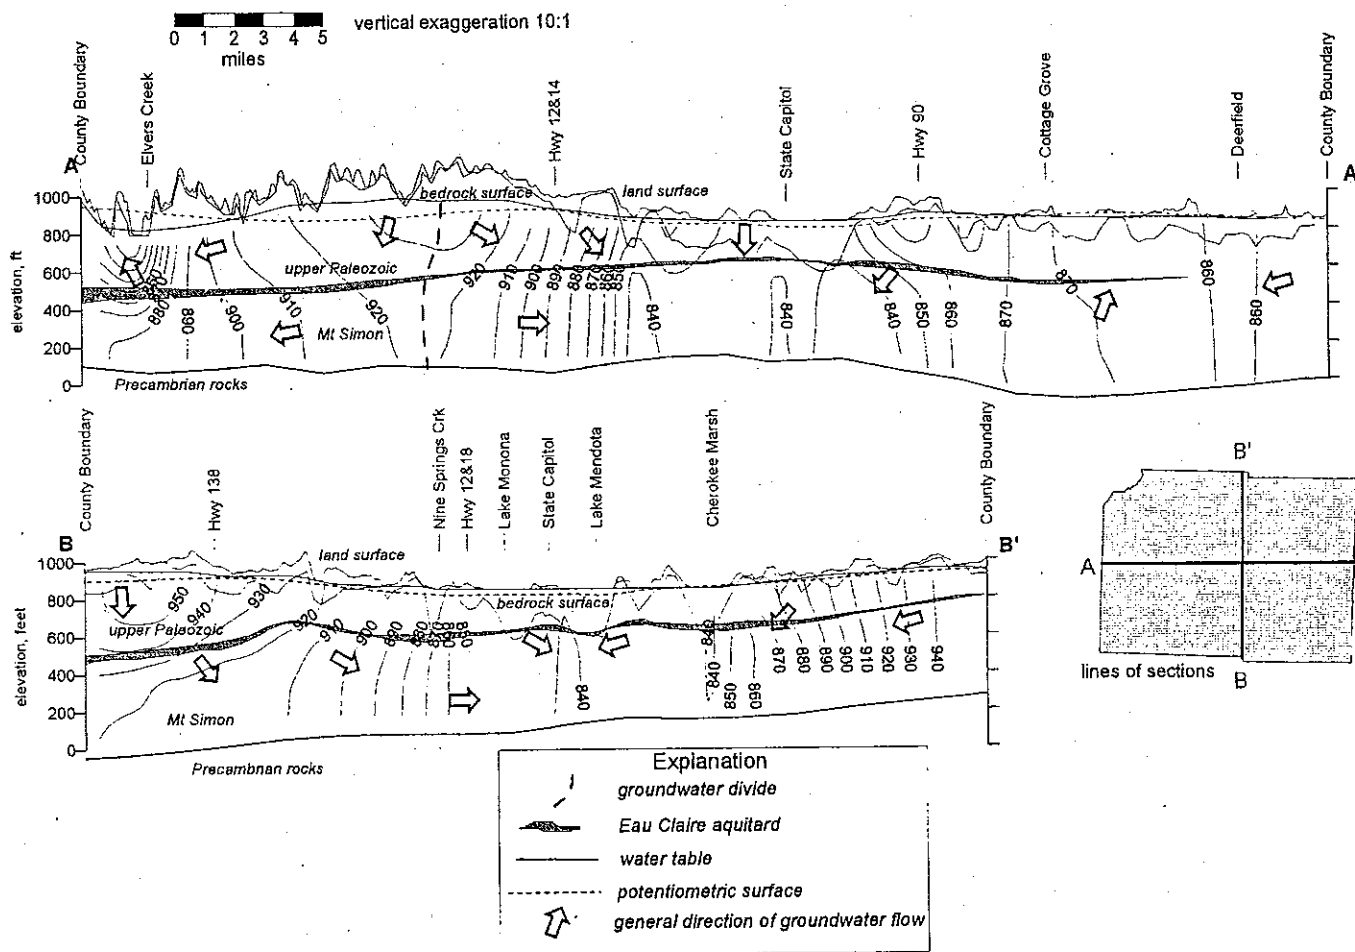 vertical exaggeration 10:1
0 1 2 3 4 5
miles
County Boundary
Elvers Creek
Hwy 12&14
State Capitol
Hwy 90
Cottage Grove
Deerfield
County Boundary
A
A
1000
800
600
400
200
0
elevation, ft
bedrock surface
land surface
upper Paleozoic
Mt Simon
Precambrian rocks
880
890
900
910
920
920
910
900
890
880
870
840
840
840
850
860
870
870
860
860
County Boundary
Hwy 138
Nine Springs Crk
Hwy 12&18
Lake Monona
State Capitol
Lake Mendota
Cherokee Marsh
County Boundary
B
B'
1000
800
600
400
200
0
elevation, feet
land surface
bedrock surface
upper Paleozoic
Mt Simon
Precambrian rocks
950
940
930
920
910
900
890
880
840
840
840
850
860
870
880
890
900
910
920
930
940
B'
A
B
lines of sections
Explanation
groundwater divide
Eau Claire aquitard
water table
potentiometric surface
general direction of groundwater flow